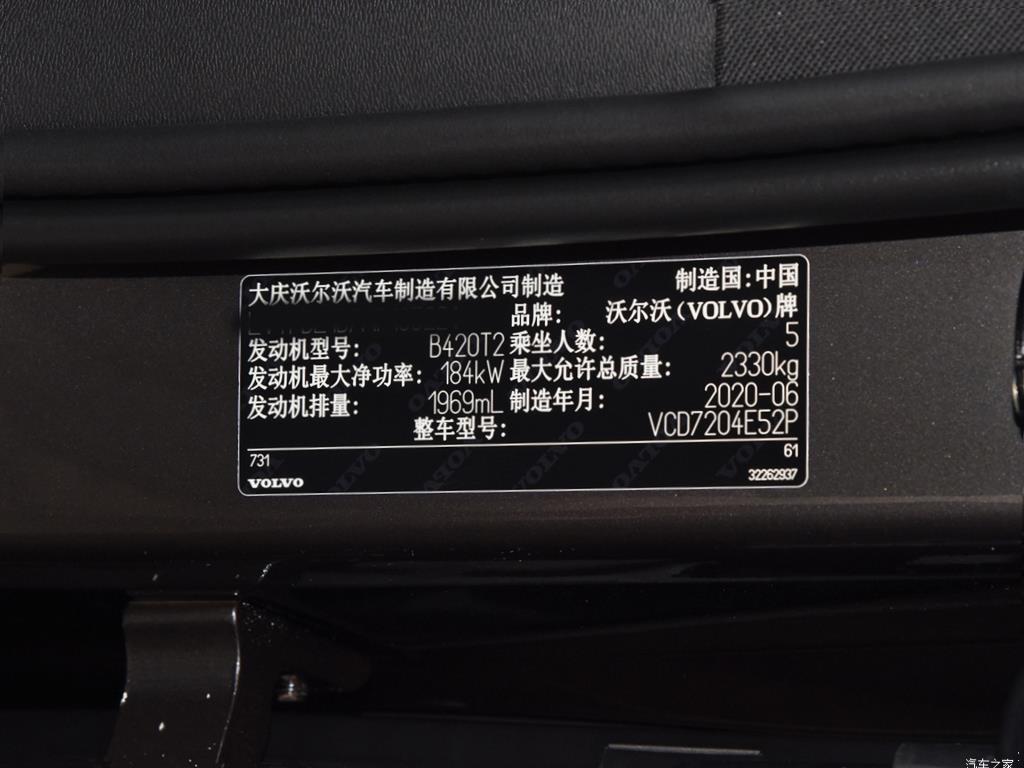 大庆沃尔沃汽车制造有限公司制造 制造国:中国
品牌: 沃尔沃(VOLVO)牌
发动机型号: B420T2 乘坐人数: 5
发动机最大净功率: 184kW 最大允许总质量: 2330kg
发动机排量: 1969mL 制造年月: 2020-06
整车型号: VCD7204E52P
731 61
VOLVO 32262937
汽车之家